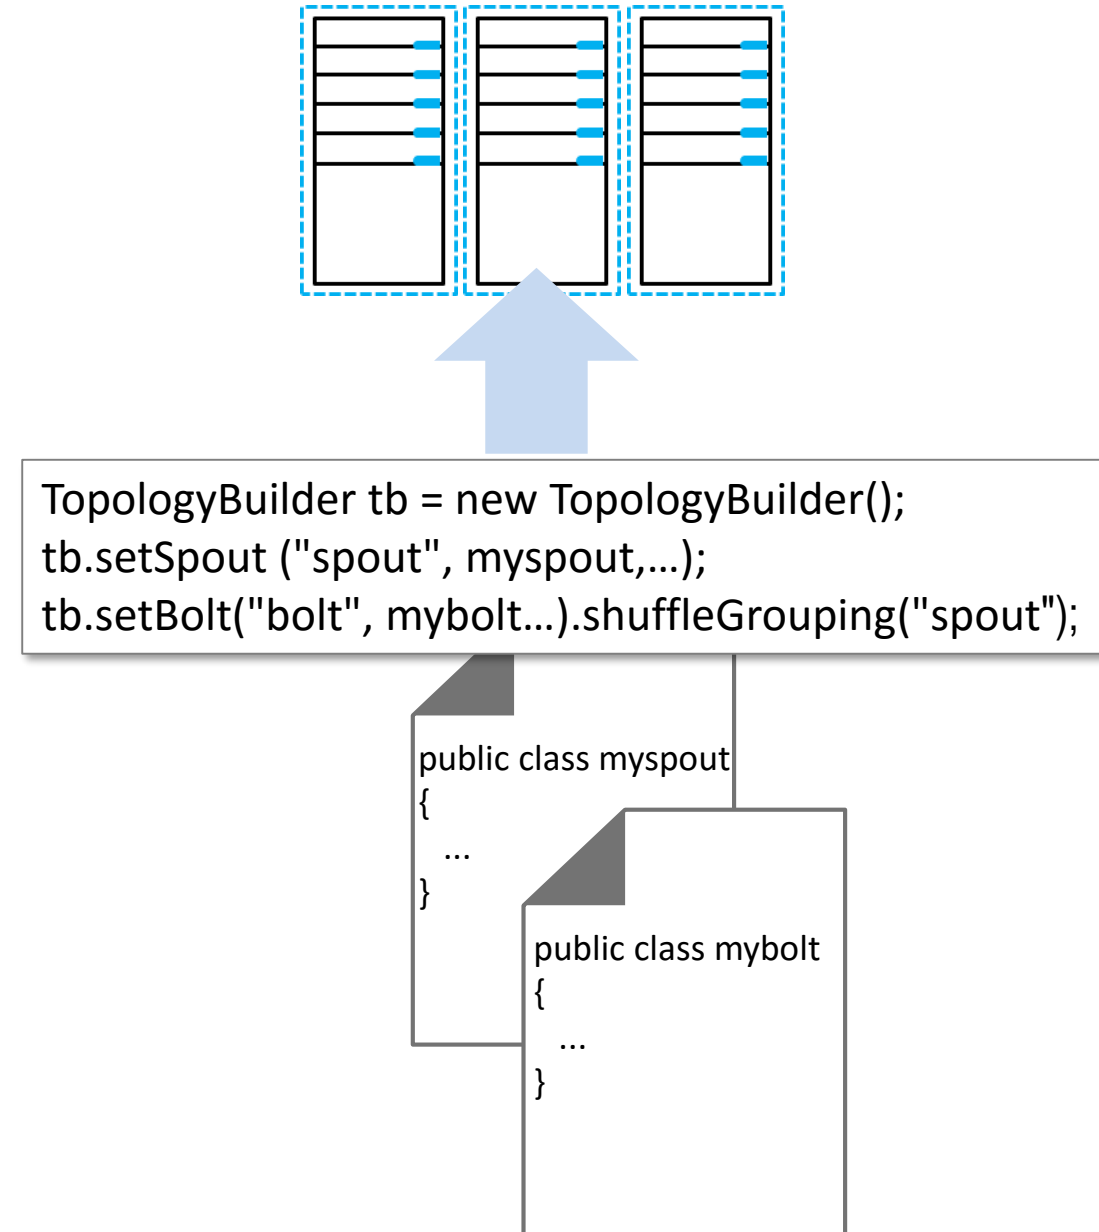 TopologyBuilder tb = new TopologyBuilder();
tb.setSpout ("spout", myspout,…);
tb.setBolt("bolt", mybolt…).shuffleGrouping("spout");
public class myspout
{
...
}
public class mybolt
{
...
}